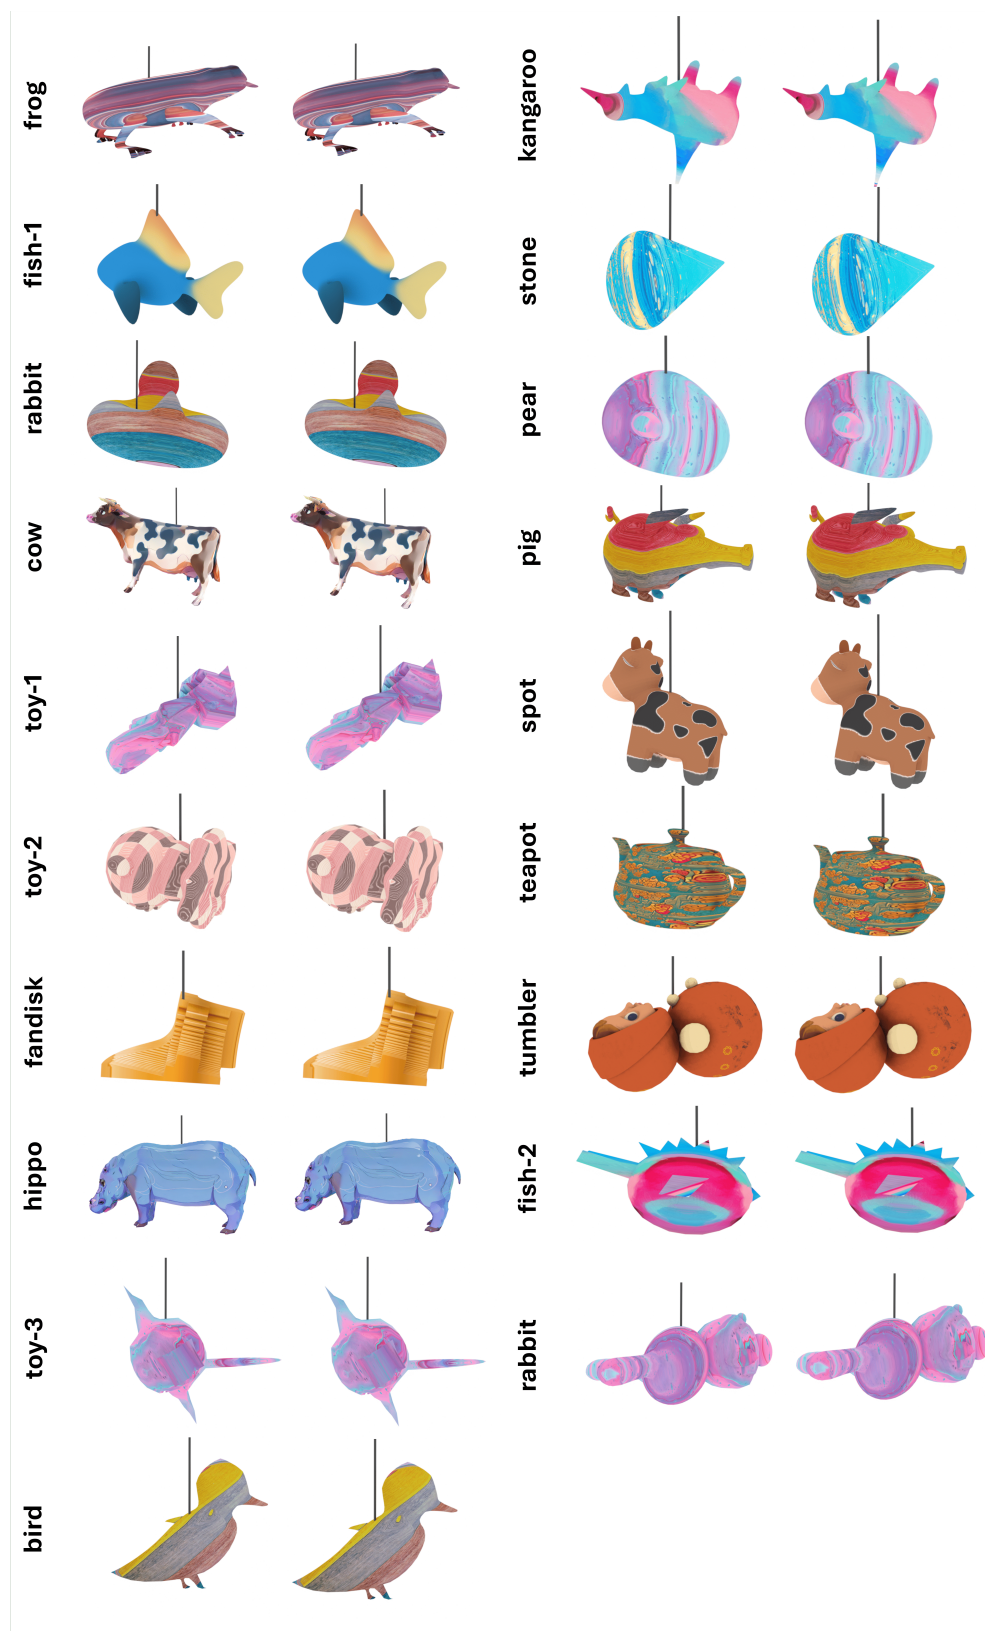 frog
fish-1
rabbit
cow
toy-1
toy-2
fandisk
hippo
toy-3
bird
kangaroo
stone
pear
pig
spot
teapot
tumbler
fish-2
rabbit